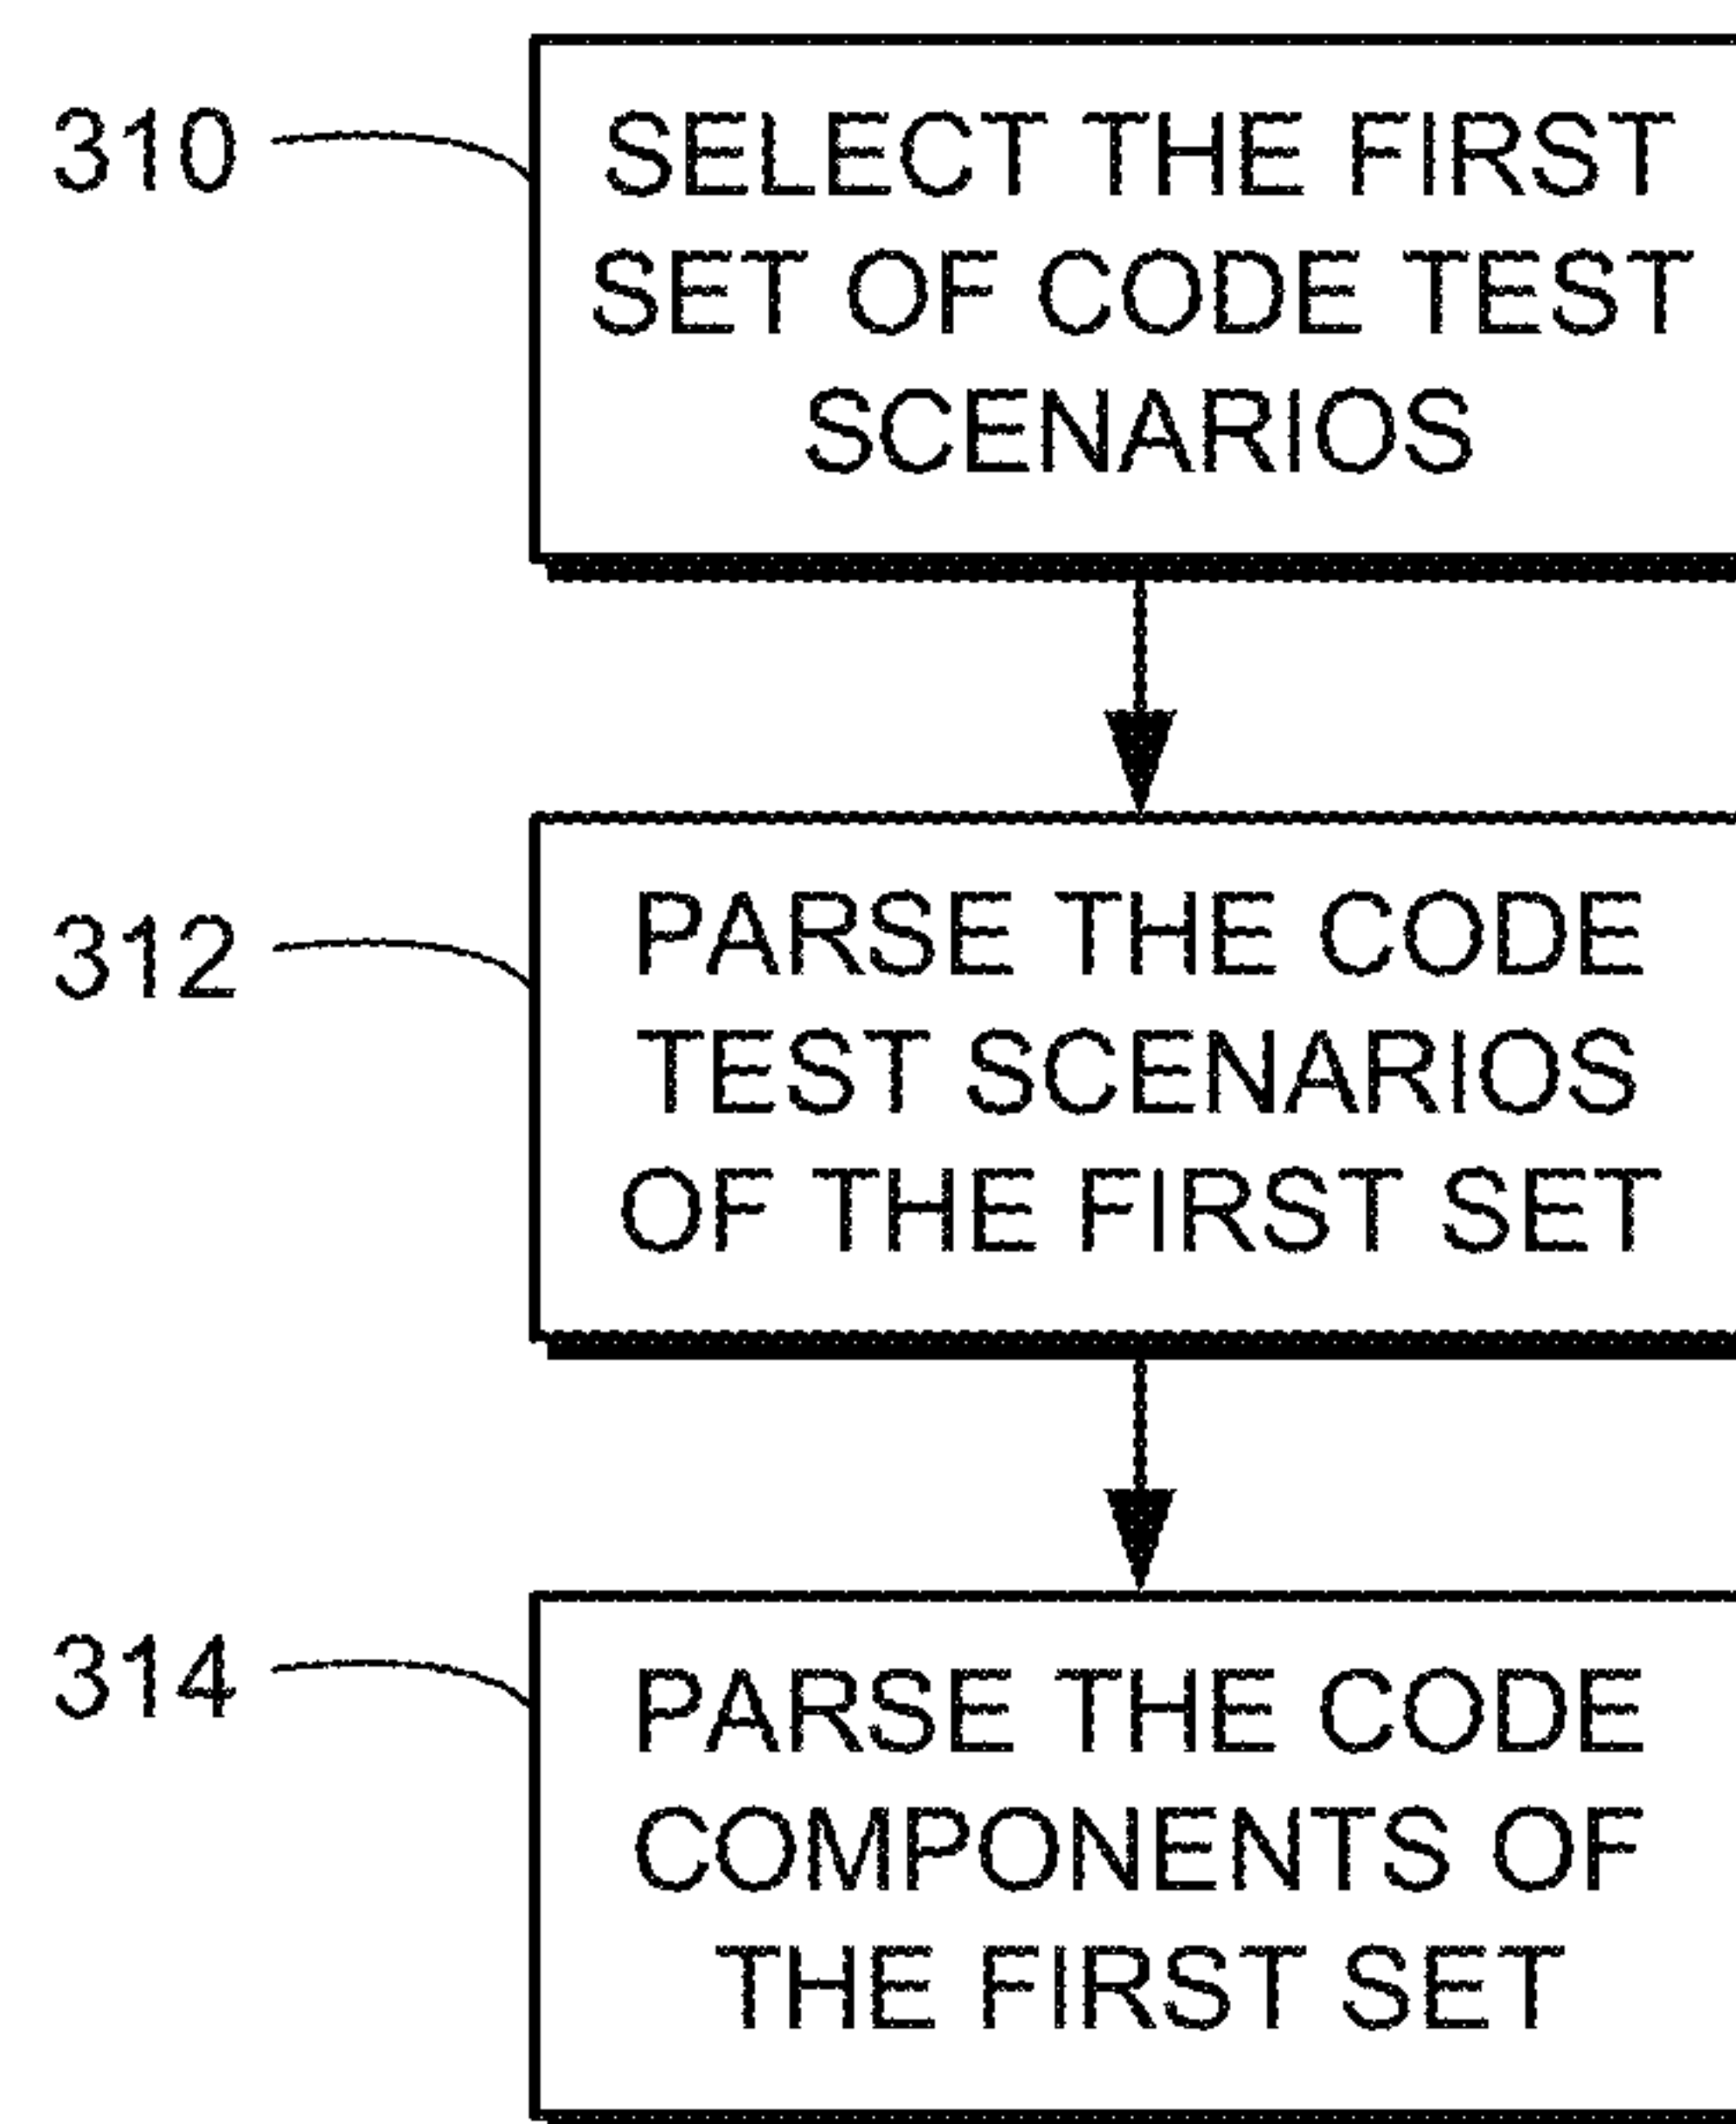 310
SELECT THE FIRST
SET OF CODE TEST
SCENARIOS
312
PARSE THE CODE
TEST SCENARIOS
OF THE FIRST SET
314
PARSE THE CODE
COMPONENTS OF
THE FIRST SET